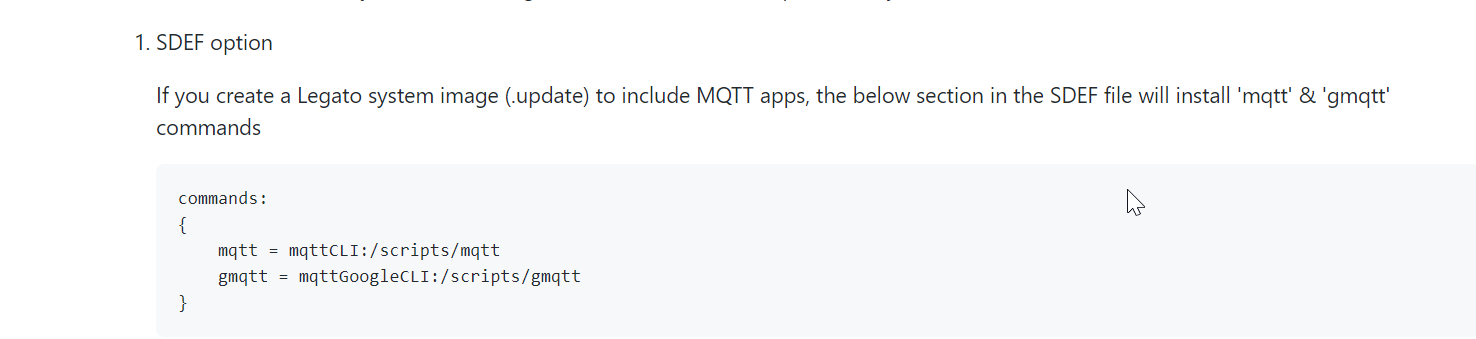 1. SDEF option
If you create a Legato system image (.update) to include MQTT apps, the below section in the SDEF file will install 'mqtt' & 'gmqtt'
commands
commands:
{
    mqtt = mqttCLI:/scripts/mqtt
    gmqtt = mqttGoogleCLI:/scripts/gmqtt
}